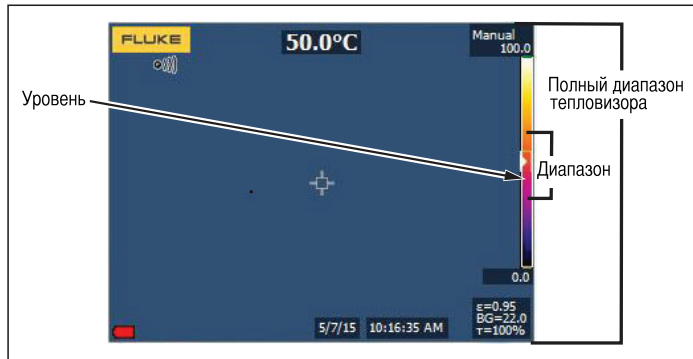 FLUKE
50.0°C
Manual
100.0
Уровень
Полный диапазон
тепловизора
Диапазон
0.0
ε=0.95
BG=22.0
τ=100%
5/7/15 10:16:35 AM